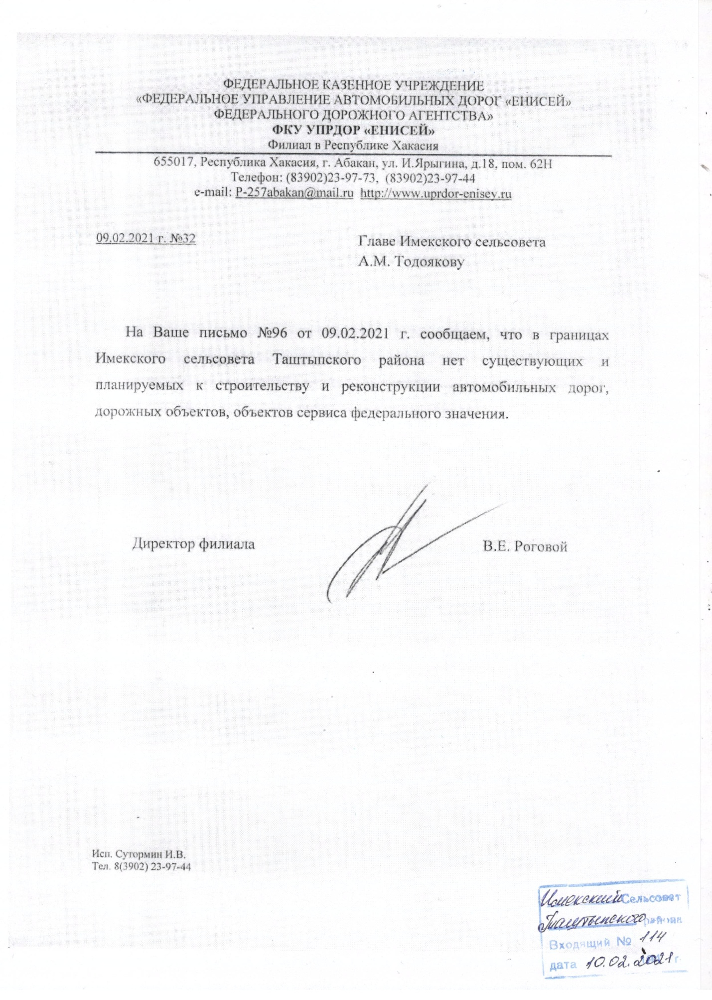 ФЕДЕРАЛЬНОЕ КАЗЕННОЕ УЧРЕЖДЕНИЕ
«ФЕДЕРАЛЬНОЕ УПРАВЛЕНИЕ АВТОМОБИЛЬНЫХ ДОРОГ «ЕНИСЕЙ»
ФЕДЕРАЛЬНОГО ДОРОЖНОГО АГЕНТСТВА»
ФКУ УПРДОР «ЕНИСЕЙ»
Филиал в Республике Хакасия
655017, Республика Хакасия, г. Абакан, ул. И.Ярыгина, д.18, пом. 62Н
Телефон: (83902)23-97-73, (83902)23-97-44
e-mail: P-257abakan@mail.ru http://www.uprdor-enisey.ru
09.02.2021 г. №32
Главе Имекского сельсовета
А.М. Тодоякову
На Ваше письмо №96 от 09.02.2021 г. сообщаем, что в границах
Имекского сельсовета Таштыпского района нет существующих и
планируемых к строительству и реконструкции автомобильных дорог,
дорожных объектов, объектов сервиса федерального значения.
Директор филиала В.Е. Роговой
Исп. Сутормин И.В.
Тел. 8(3902) 23-97-44
Имекский Сельсовет
Таштыпского района
Входящий № 114
дата 10.02.2021 г.